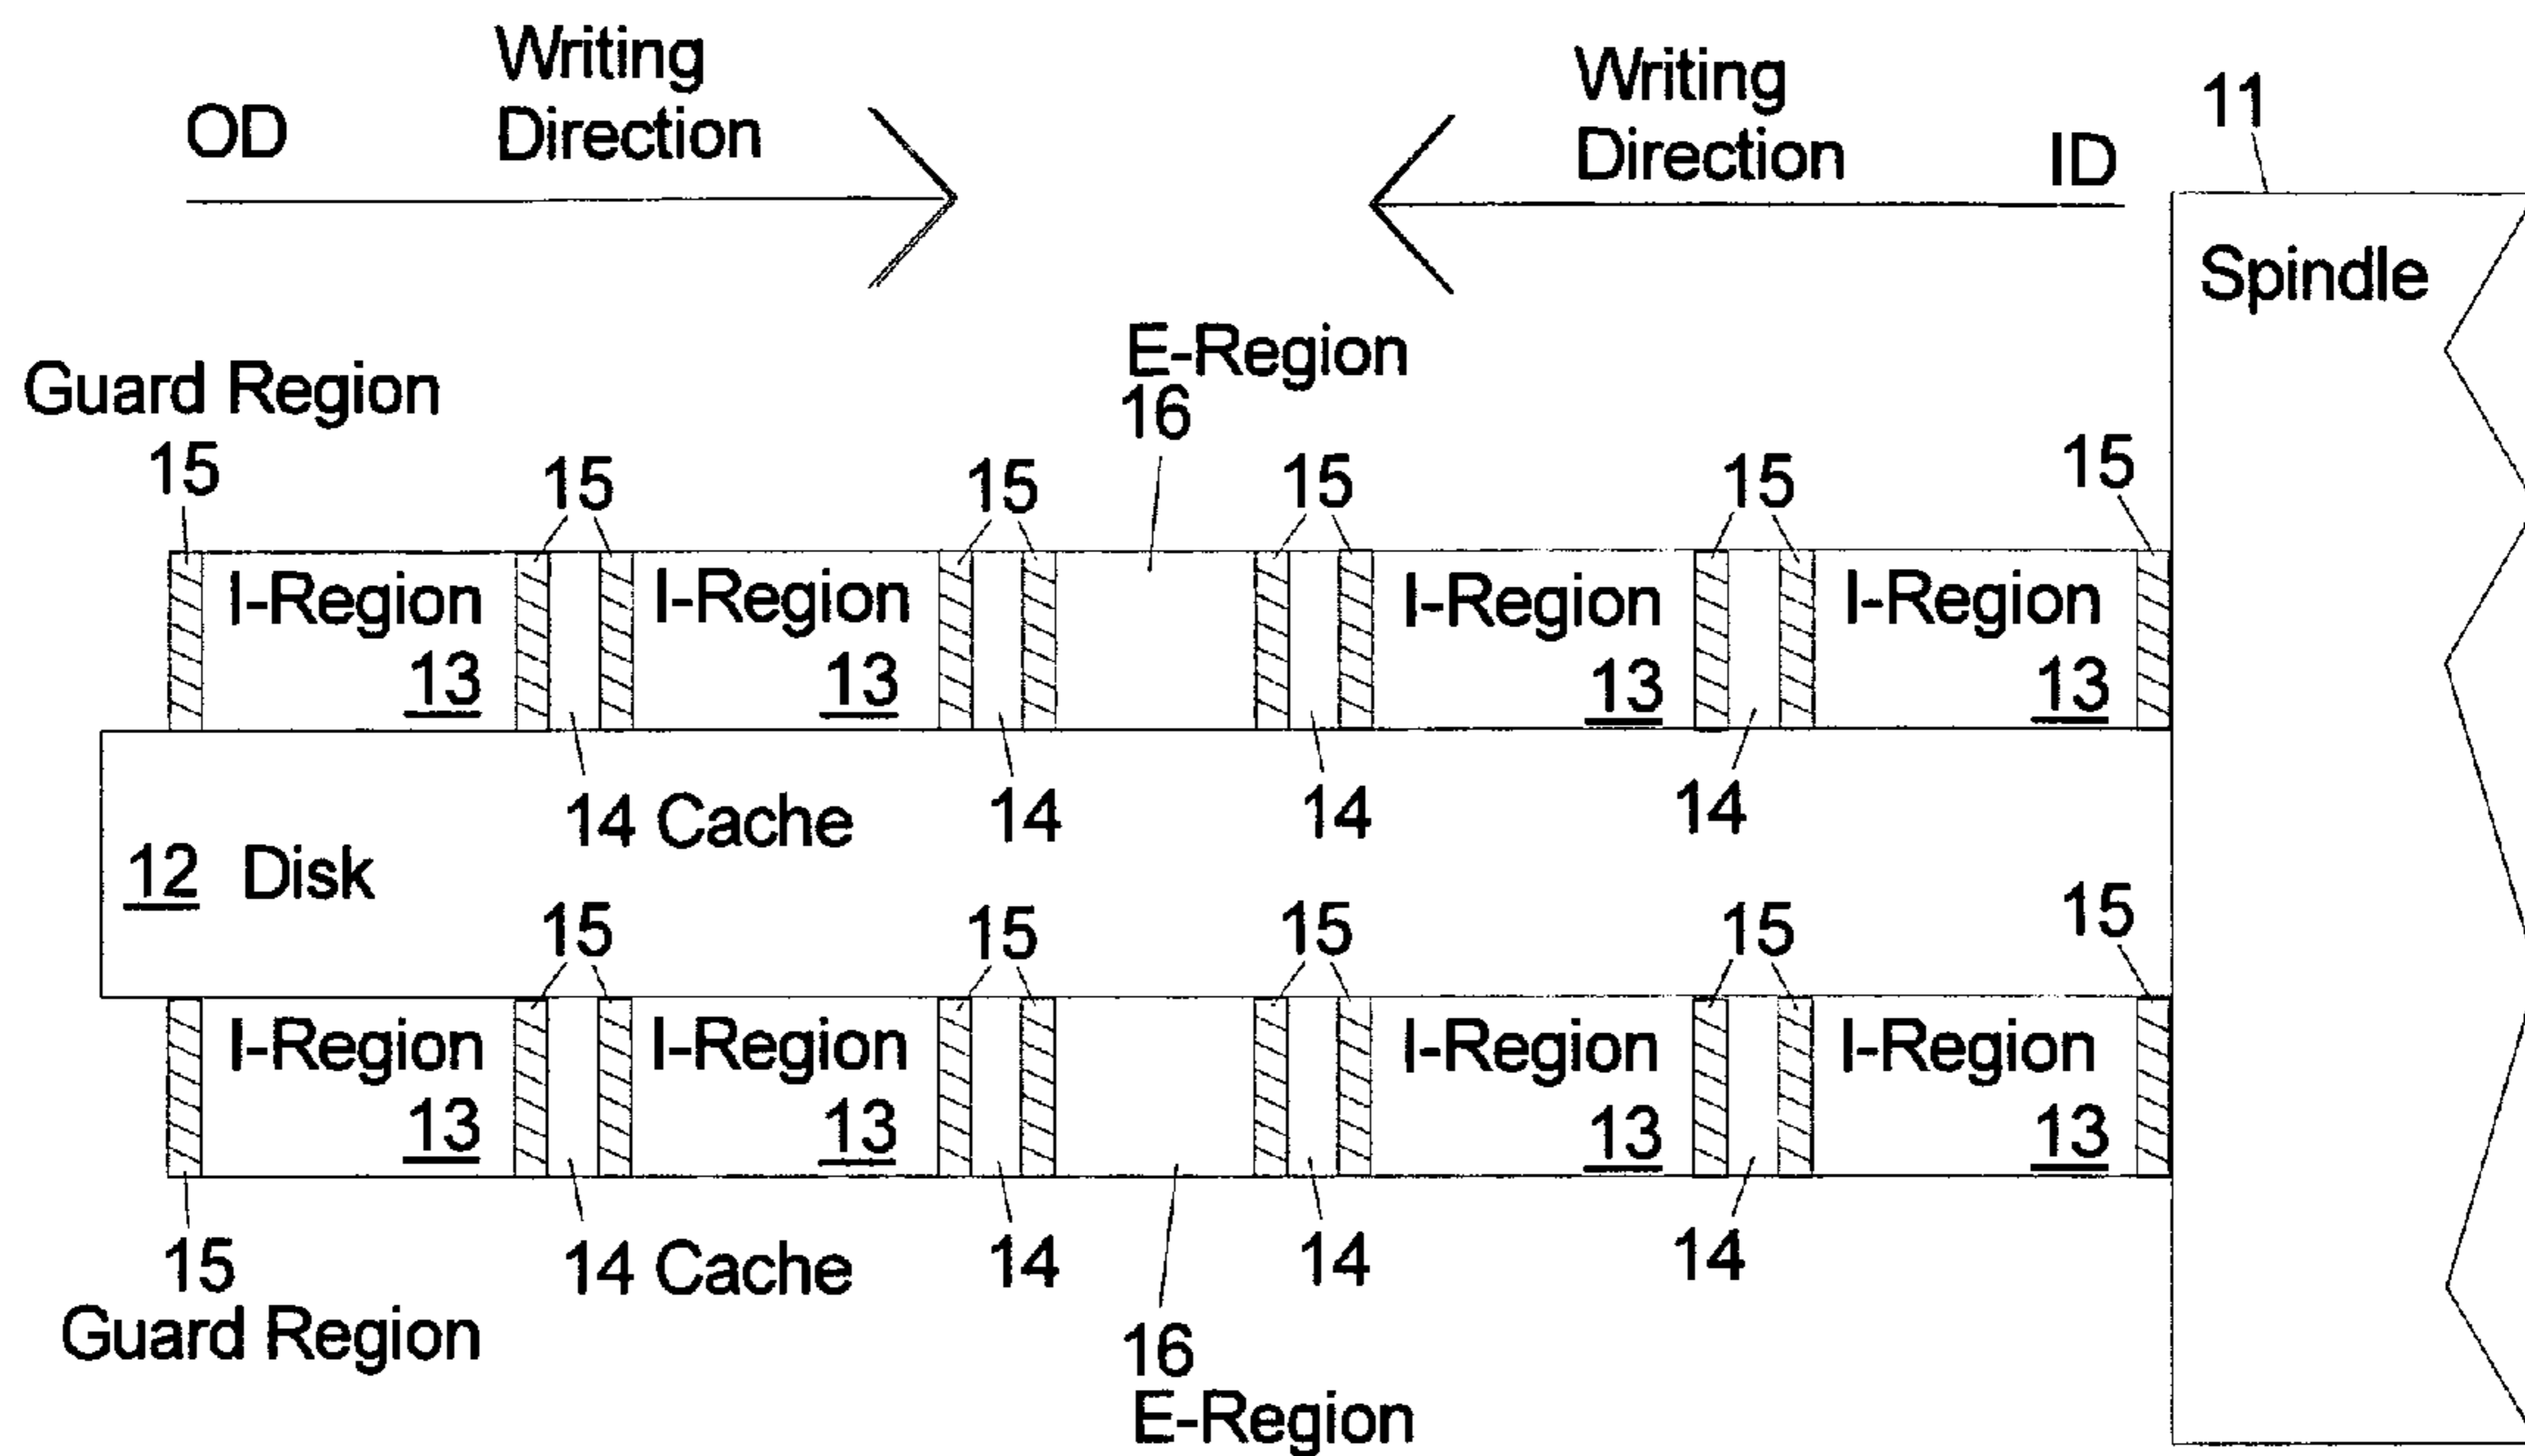 Writing
Direction
OD
Writing
Direction
ID
11
Spindle
E-Region
16
Guard Region
15
15
15
15
15
15
I-Region
13
I-Region
13
I-Region
13
I-Region
13
14 Cache
14
14
14
12 Disk
15
15
15
15
15
I-Region
13
I-Region
13
I-Region
13
I-Region
13
15
Guard Region
14 Cache
14
14
14
16
E-Region